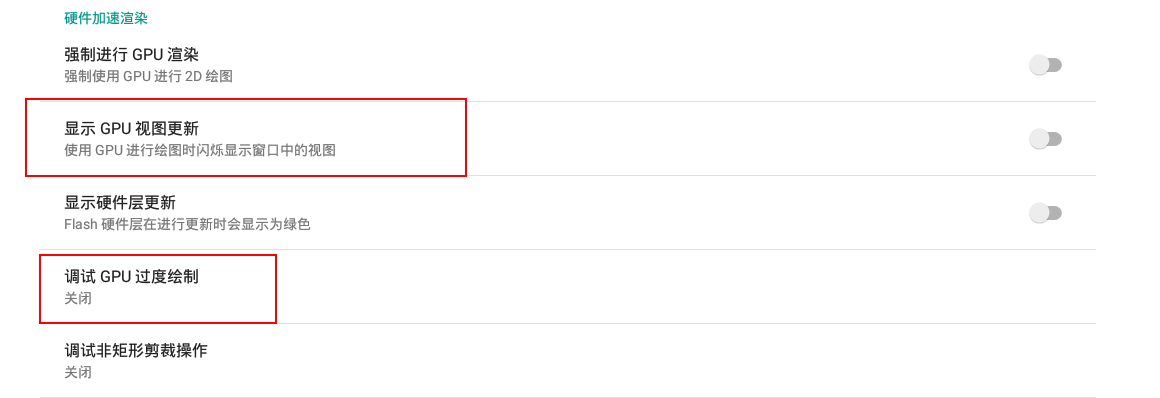 硬件加速渲染
强制进行 GPU 渲染
强制使用 GPU 进行 2D 绘图
显示 GPU 视图更新
使用 GPU 进行绘图时闪烁显示窗口中的视图
显示硬件层更新
Flash 硬件层在进行更新时会显示为绿色
调试 GPU 过度绘制
关闭
调试非矩形剪裁操作
关闭